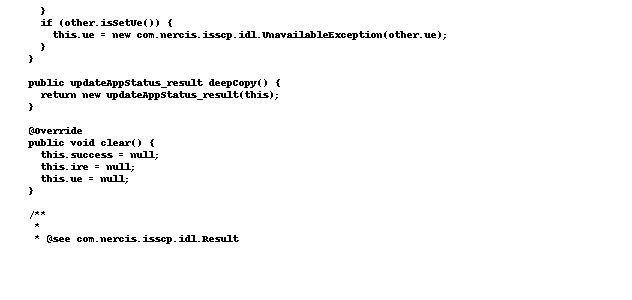 }
if (other.isSetUe()) {
this.ue = new com.nercis.isscp.idl.UnavailableException(other.ue);
}
}
public updateAppStatus_result deepCopy() {
return new updateAppStatus_result(this);
}
@Override
public void clear() {
this.success = null;
this.ire = null;
this.ue = null;
}
/**
*
* @see com.nercis.isscp.idl.Result